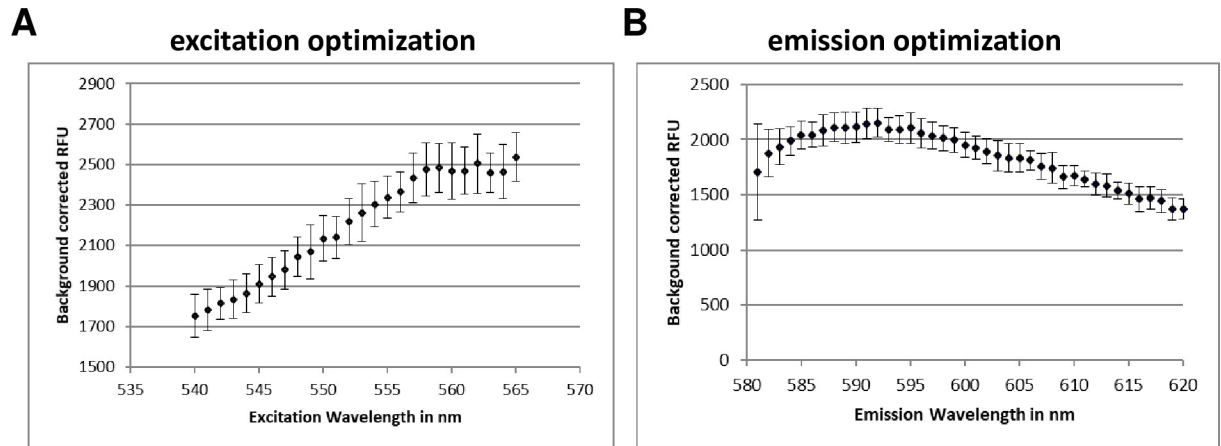 A
excitation optimization
2900
2700
2500
2300
2100
1900
1700
1500
535 540 545 550 555 560 565 570
Background corrected RFU
Excitation Wavelength in nm
B
emission optimization
2500
2000
1500
1000
500
0
580 585 590 595 600 605 610 615 620
Backgound corrected RFU
Emission Wavelength in nm